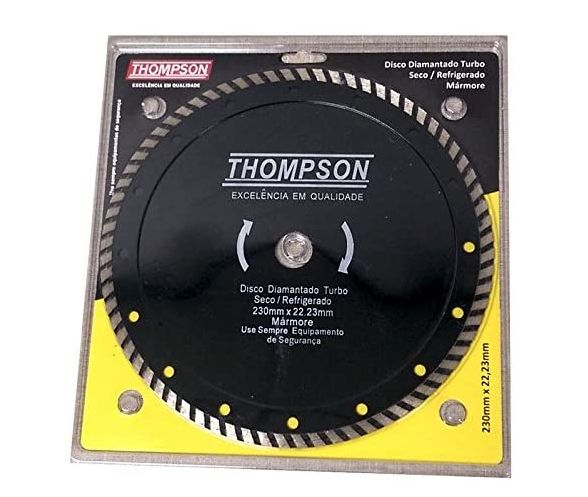 THOMPSON
EXCELÊNCIA EM QUALIDADE
Disco Diamantado Turbo
Seco / Refrigerado
Mármore
Use sempre equipamentos de segurança
THOMPSON
EXCELÊNCIA EM QUALIDADE
Disco Diamantado Turbo
Seco / Refrigerado
230mm x 22.23mm
Mármore
Use Sempre Equipamento
de Segurança
230mm x 22,23mm